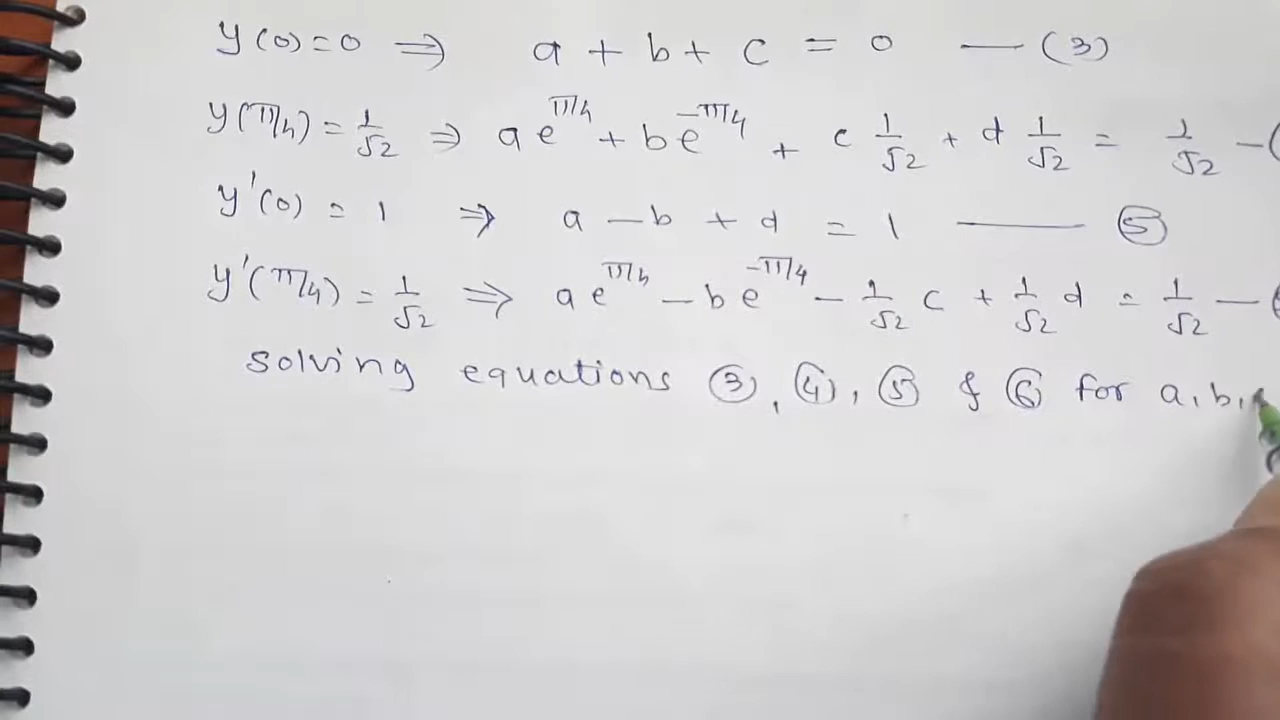 y(0)=0 ⇒ a + b + c = 0 — (3)
y(π/4) = 1/√2 ⇒ a e^{π/4} + b e^{-π/4} + c 1/√2 + d 1/√2 = 1/√2 — (
y'(0) = 1 ⇒ a - b + d = 1 —— ⑤
y'(π/4) = 1/√2 ⇒ a e^{π/4} - b e^{-π/4} - 1/√2 c + 1/√2 d = 1/√2 —
solving equations ③, ④, ⑤ & ⑥ for a, b,